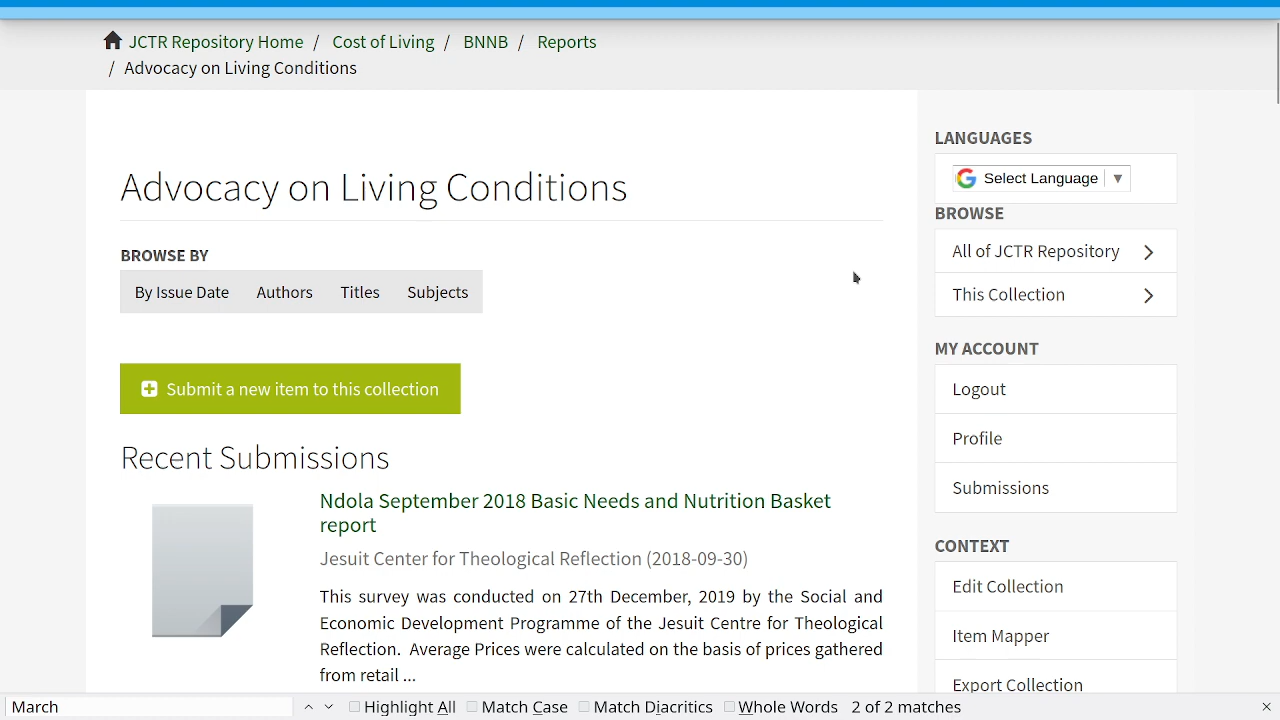 JCTR Repository Home / Cost of Living / BNNB / Reports
/ Advocacy on Living Conditions
Advocacy on Living Conditions
BROWSE BY
By Issue Date Authors Titles Subjects
Submit a new item to this collection
Recent Submissions
Ndola September 2018 Basic Needs and Nutrition Basket
report
Jesuit Center for Theological Reflection (2018-09-30)
This survey was conducted on 27th December, 2019 by the Social and
Economic Development Programme of the Jesuit Centre for Theological
Reflection. Average Prices were calculated on the basis of prices gathered
from retail ...
LANGUAGES
Select Language ▼
BROWSE
All of JCTR Repository
This Collection
MY ACCOUNT
Logout
Profile
Submissions
CONTEXT
Edit Collection
Item Mapper
Export Collection
March Highlight All Match Case Match Diacritics Whole Words 2 of 2 matches